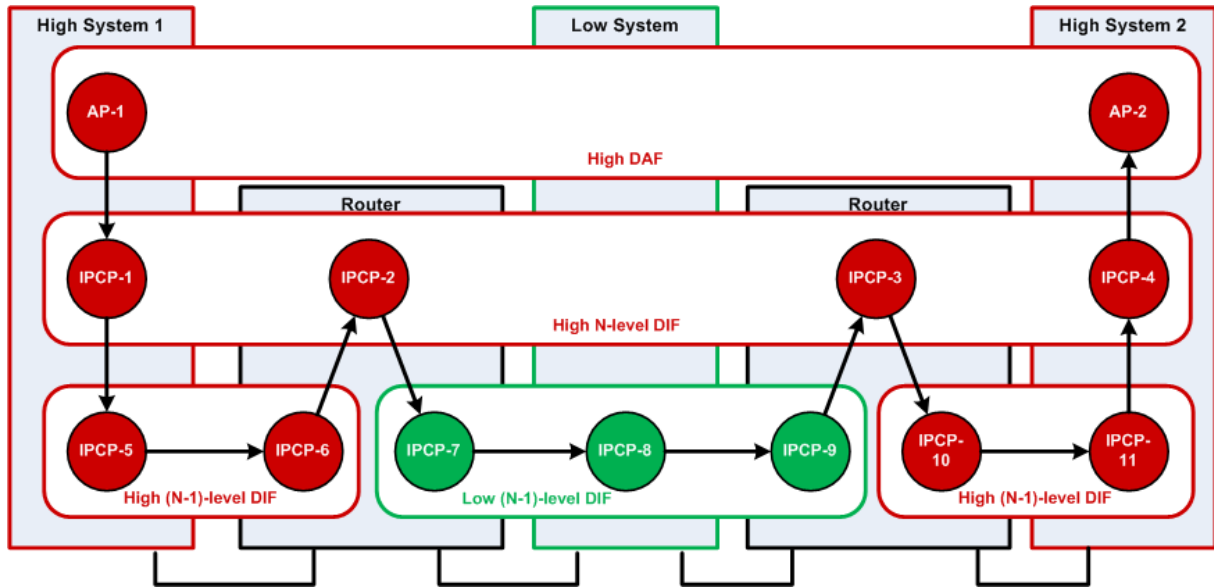 High System 1
Low System
High System 2
AP-1
AP-2
High DAF
Router
Router
IPCP-1
IPCP-2
IPCP-3
IPCP-4
High N-level DIF
IPCP-5
IPCP-6
IPCP-7
IPCP-8
IPCP-9
IPCP-
10
IPCP-
11
High (N-1)-level DIF
Low (N-1)-level DIF
High (N-1)-level DIF